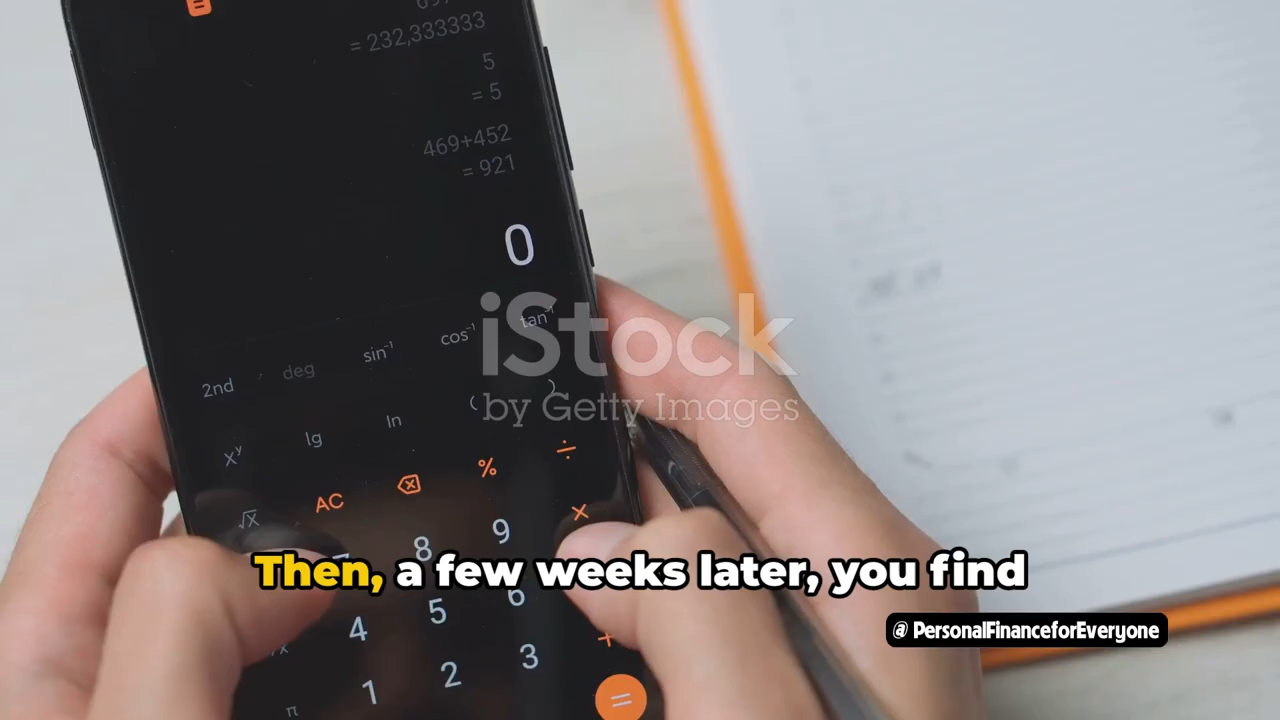 = 232,333333
5
= 5
469+452
= 921
0
iStock
by Getty Images
2nd deg sin⁻¹ cos⁻¹ tan⁻¹
xʸ lg ln ( )
√x AC % ÷
8 9 ×
Then, a few weeks later, you find
4 5 6 +
@ PersonalFinanceforEveryone
1 2 3 =
π